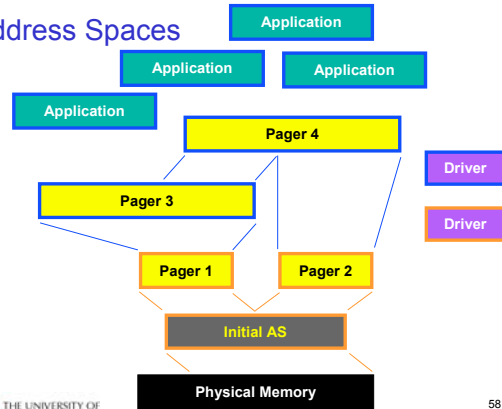 ddress Spaces
Application
Application
Application
Application
Pager 4
Driver
Pager 3
Driver
Pager 1
Pager 2
Initial AS
Physical Memory
THE UNIVERSITY OF
58